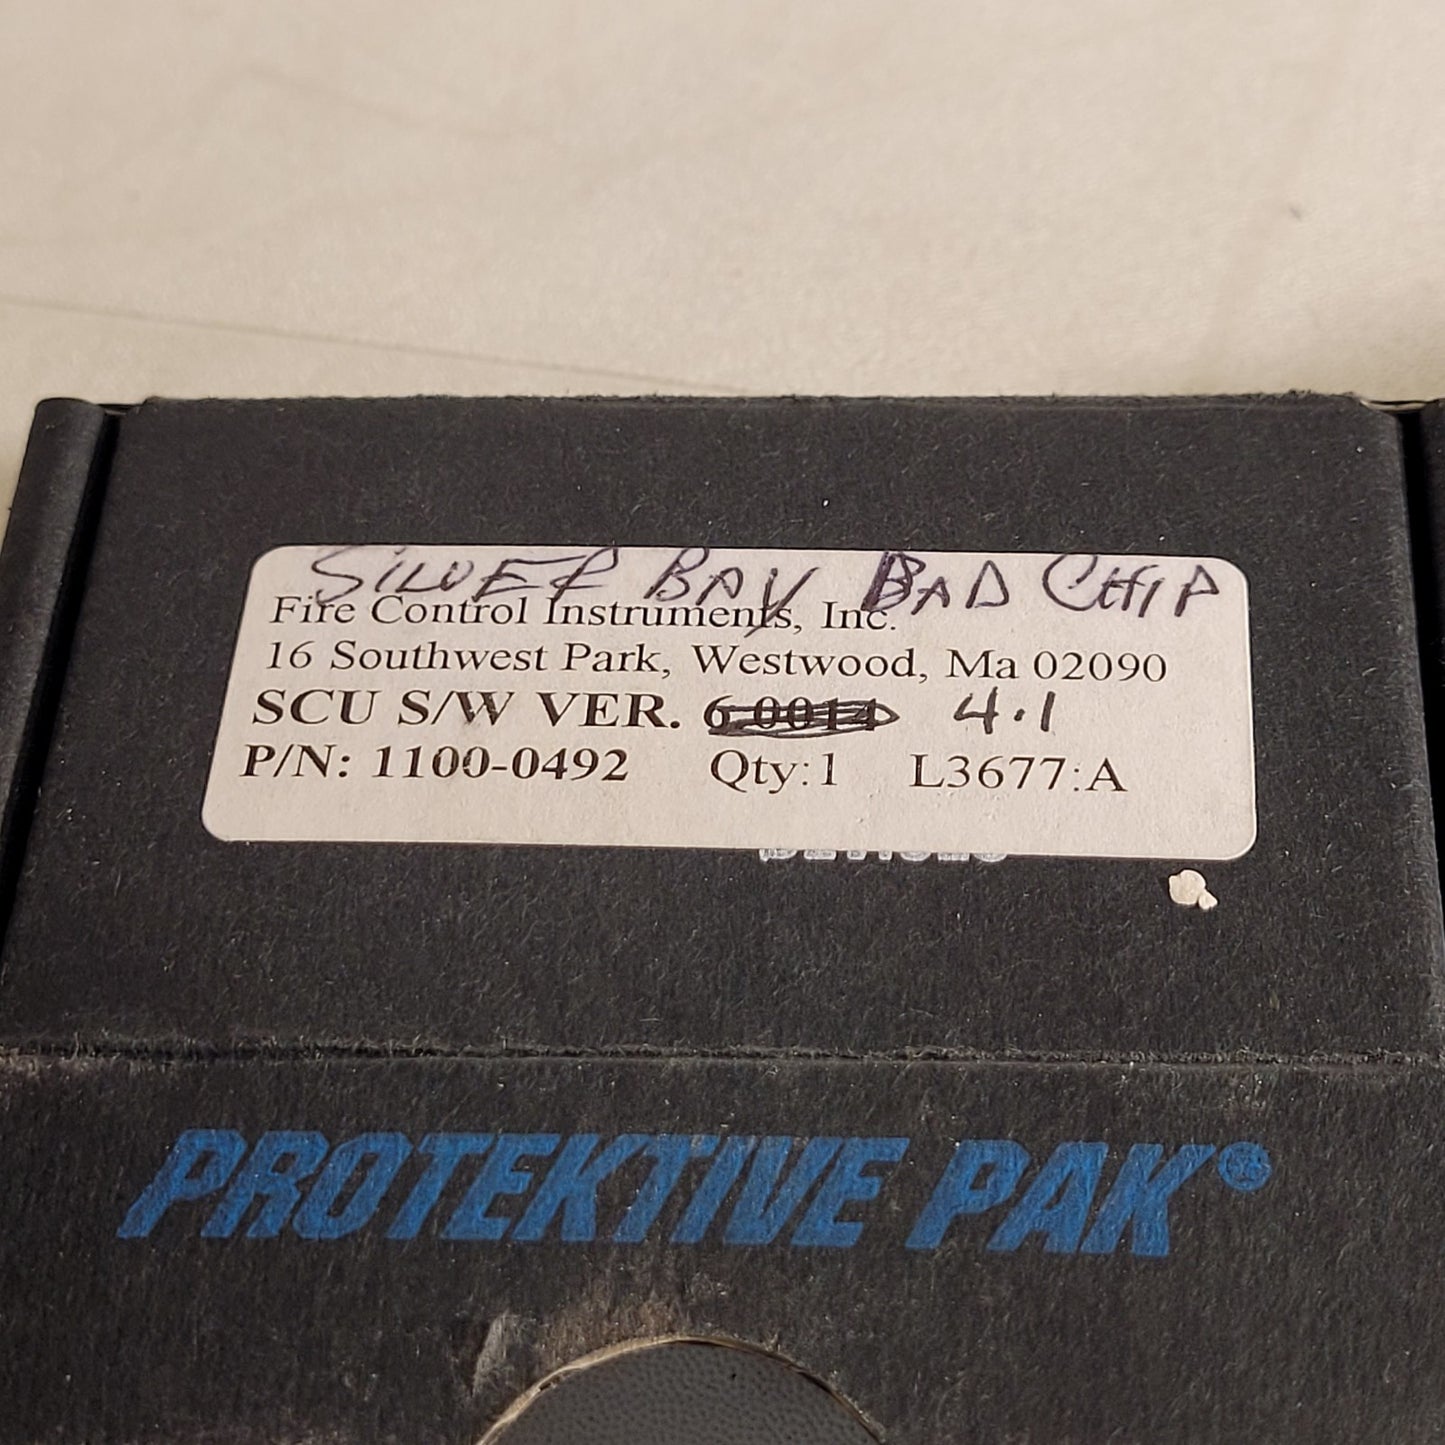 SILVER BAY BAD CHIP
Fire Control Instruments, Inc.
16 Southwest Park, Westwood, Ma 02090
SCU S/W VER. 6.0014 4.1
P/N: 1100-0492 Qty:1 L3677:A
PROTEKTIVE PAK®